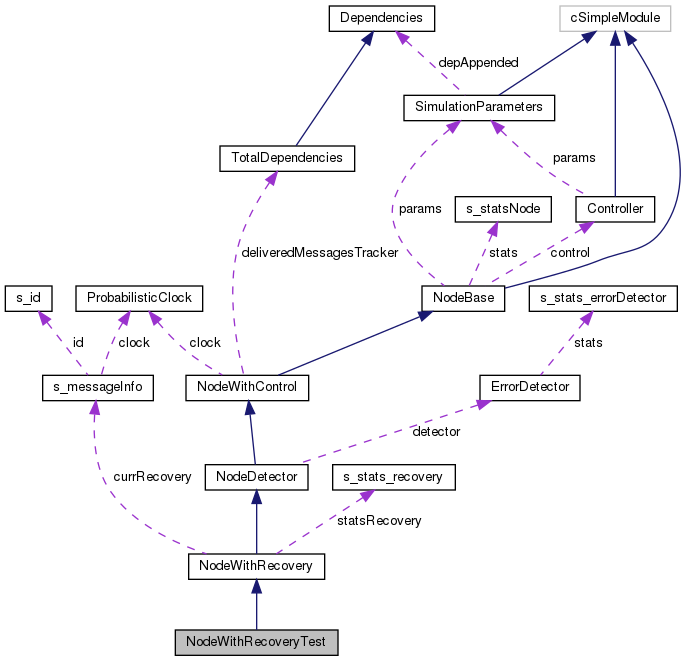 Dependencies
cSimpleModule
depAppended
SimulationParameters
TotalDependencies
params
params
s_statsNode
Controller
deliveredMessagesTracker
stats
control
s_id
ProbabilisticClock
NodeBase
s_stats_errorDetector
id
clock
clock
stats
s_messageInfo
NodeWithControl
ErrorDetector
detector
currRecovery
NodeDetector
s_stats_recovery
statsRecovery
NodeWithRecovery
NodeWithRecoveryTest